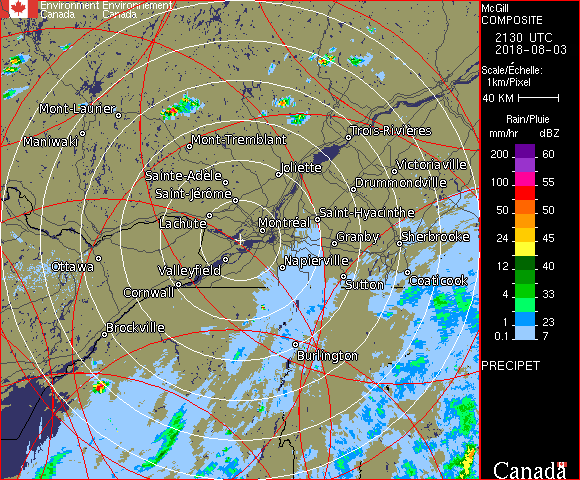 Environment Environnement
Canada Canada
McGill
COMPOSITE
2130 UTC
2018-08-03
Scale/Échelle:
1km/Pixel
40 KM
Rain/Pluie
mm/hr dBZ
200 60
150 57
100 55
50 50
24 45
12 40
4 33
1 23
0.1 7
PRECIPET
Canada
Mont-Laurier
Maniwaki
Mont-Tremblant
Trois-Rivières
Sainte-Adèle
Joliette
Victoriaville
Saint-Jérôme
Drummondville
Lachute
Montréal
Saint-Hyacinthe
Granby
Sherbrooke
Ottawa
Valleyfield
Napierville
Cornwall
Sutton
Coaticook
Brockville
Burlington